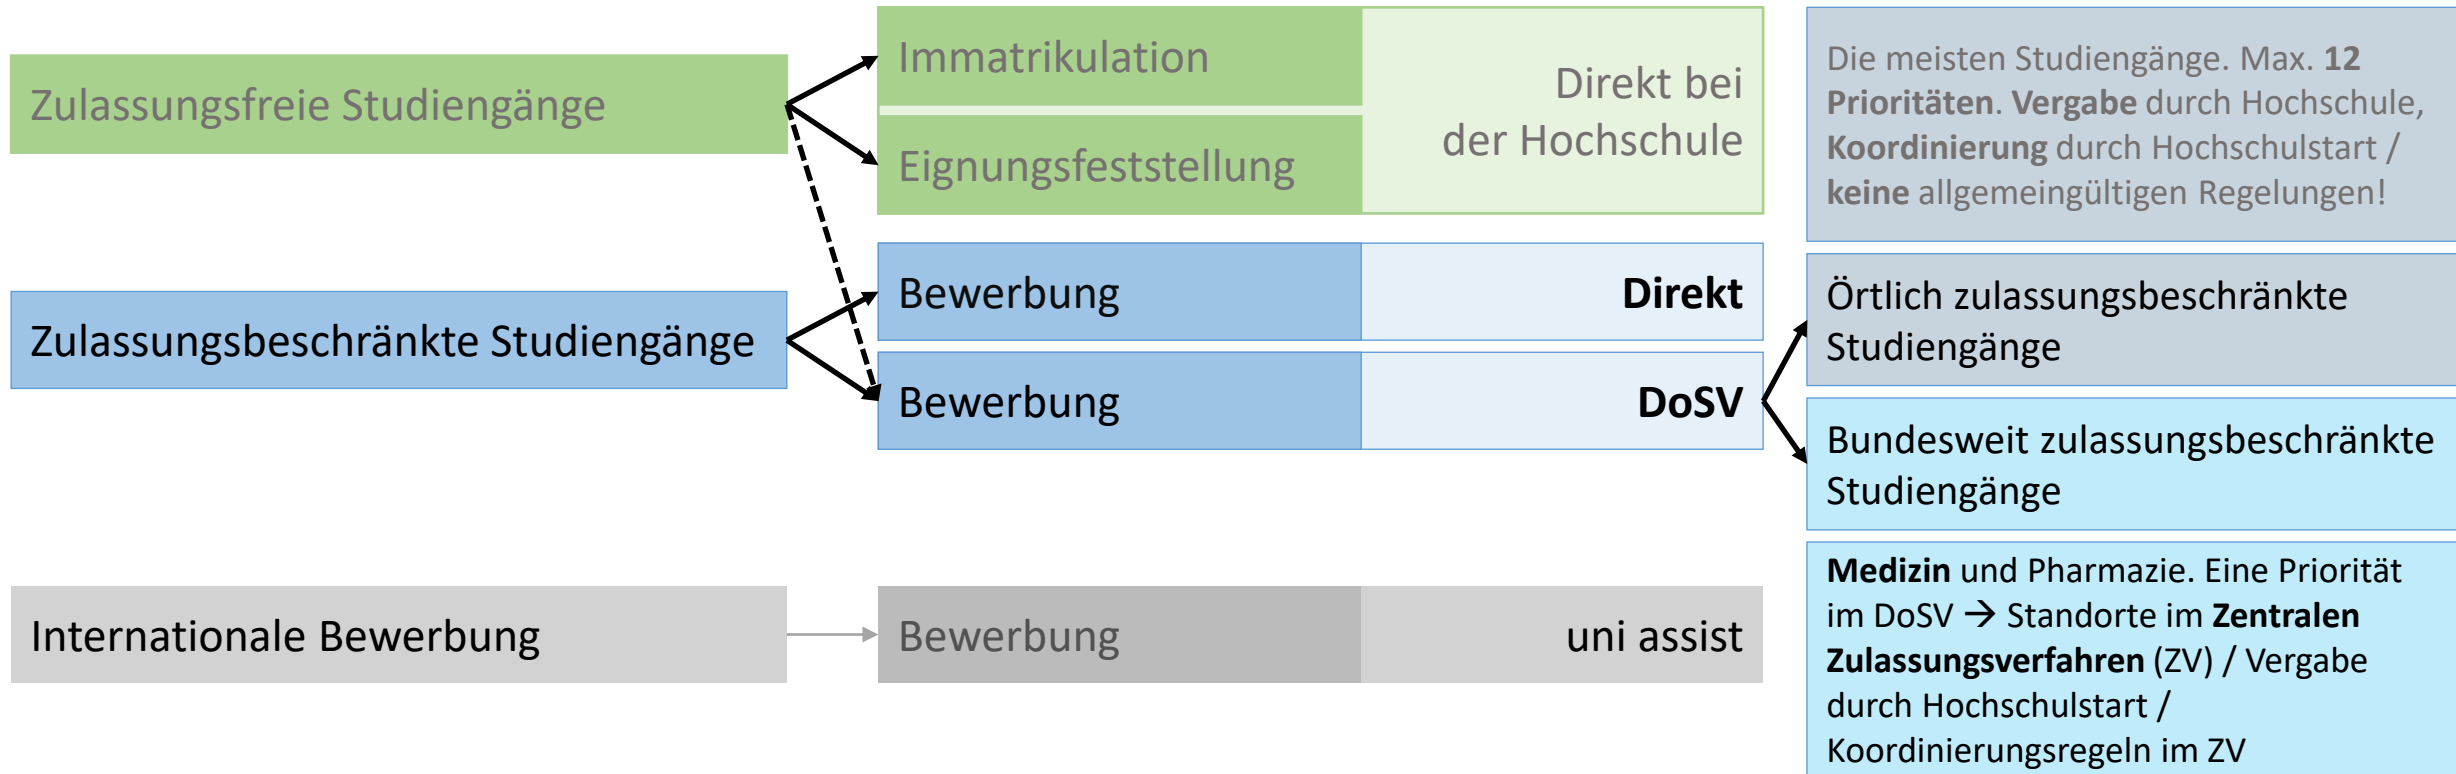 Zulassungsfreie Studiengänge
Immatrikulation
Eignungsfeststellung
Direkt bei
der Hochschule
Die meisten Studiengänge. Max. 12
Prioritäten. Vergabe durch Hochschule,
Koordinierung durch Hochschulstart /
keine allgemeingültigen Regelungen!
Zulassungsbeschränkte Studiengänge
Bewerbung
Direkt
Bewerbung
DoSV
Örtlich zulassungsbeschränkte
Studiengänge
Bundesweit zulassungsbeschränkte
Studiengänge
Internationale Bewerbung
Bewerbung
uni assist
Medizin und Pharmazie. Eine Priorität
im DoSV → Standorte im Zentralen
Zulassungsverfahren (ZV) / Vergabe
durch Hochschulstart /
Koordinierungsregeln im ZV